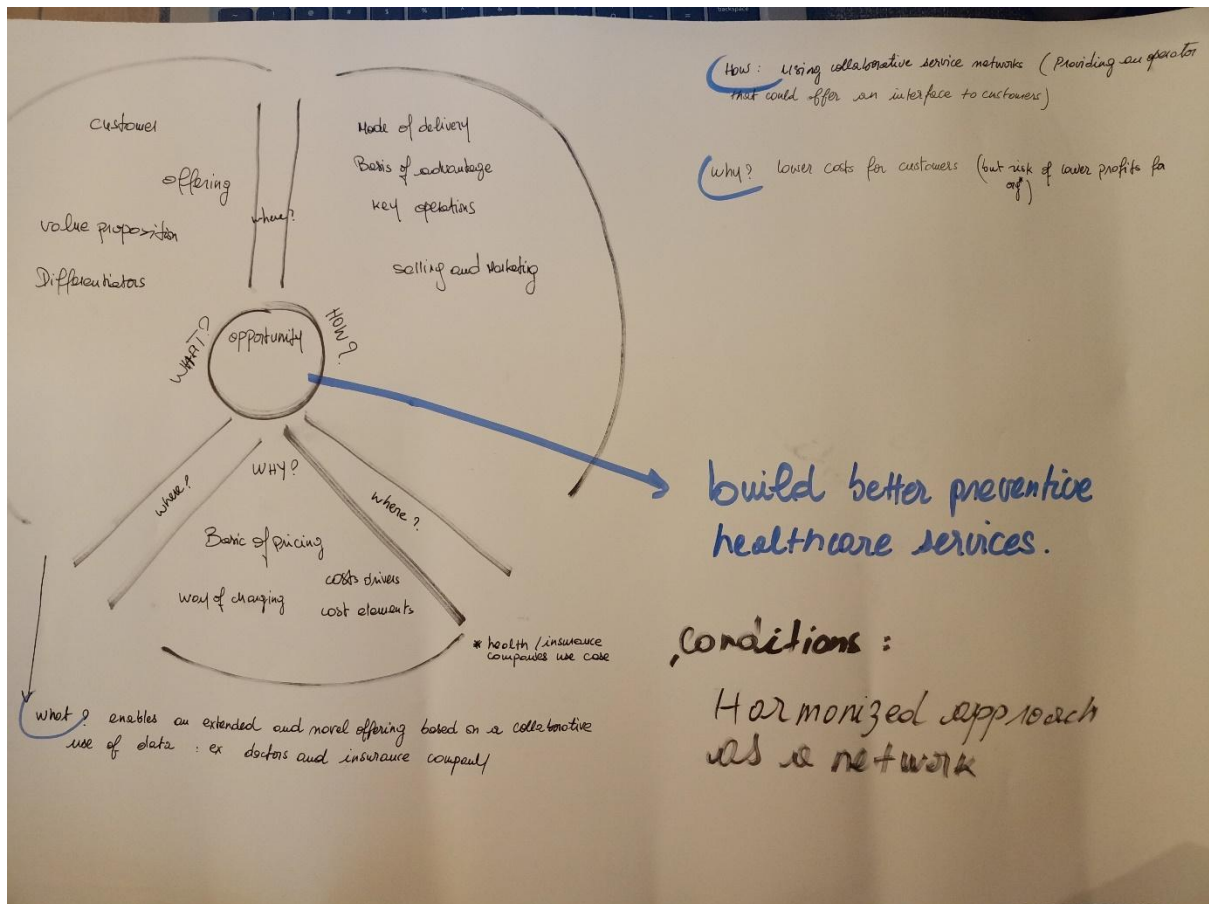 backspace
customer
offering
value proposition
Differentiators
where?
Mode of delivery
Basis of advantage
key operations
Selling and Marketing
WHAT?
opportunity
HOW?
where?
WHY?
where?
Basic of pricing
way of charging
costs drivers
cost elements
* health / insurance
companies use case
What? enables an extended and novel offering based on a collaborative
use of data : ex doctors and insurance company
How: Using collaborative service networks (Providing an operator
that could offer an interface to customers)
Why? lower costs for customers (but risk of lower profits for
org)
build better preventive
healthcare services.
Conditions :
Harmonized approach
as a network